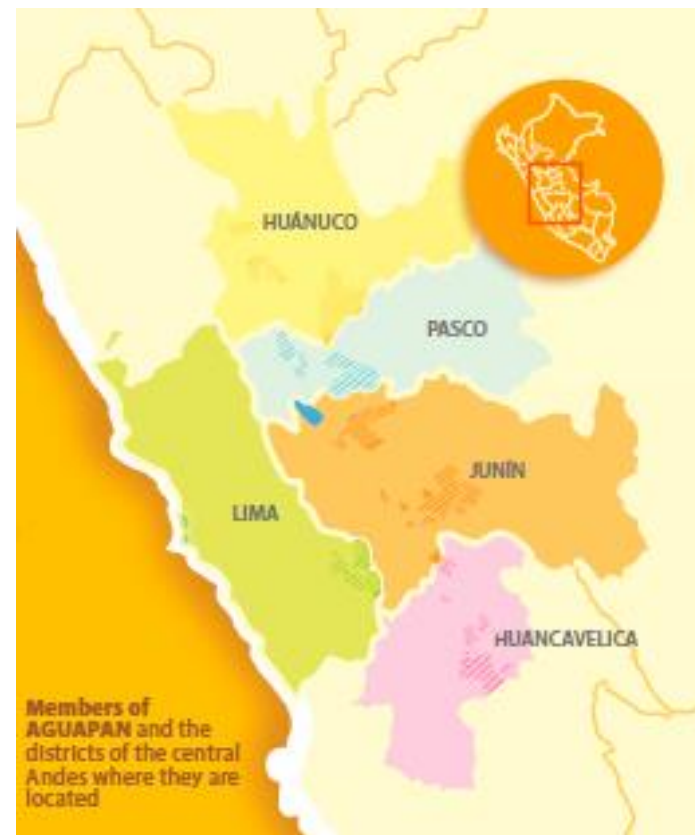 HUÁNUCO
PASCO
JUNÍN
LIMA
HUANCAVELICA
Members of
AGUAPAN and the
districts of the central
Andes where they are
located